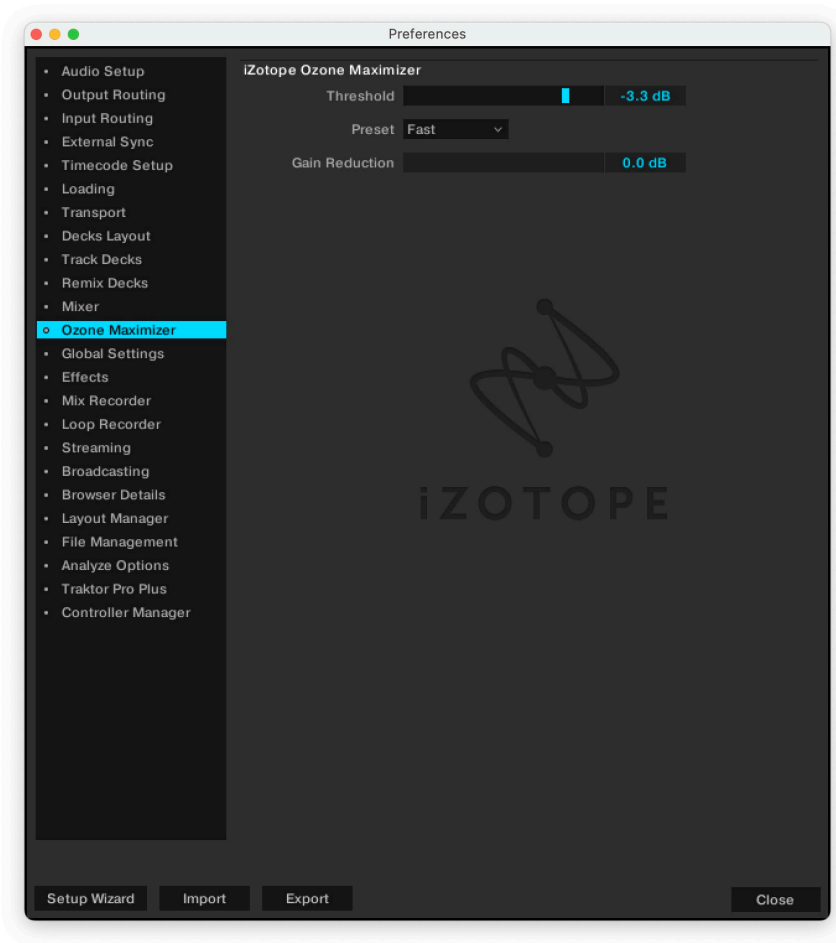 Preferences
Audio Setup
Output Routing
Input Routing
External Sync
Timecode Setup
Loading
Transport
Decks Layout
Track Decks
Remix Decks
Mixer
Ozone Maximizer
Global Settings
Effects
Mix Recorder
Loop Recorder
Streaming
Broadcasting
Browser Details
Layout Manager
File Management
Analyze Options
Traktor Pro Plus
Controller Manager
iZotope Ozone Maximizer
Threshold -3.3 dB
Preset Fast
Gain Reduction 0.0 dB
iZOTOPE
Setup Wizard Import Export Close